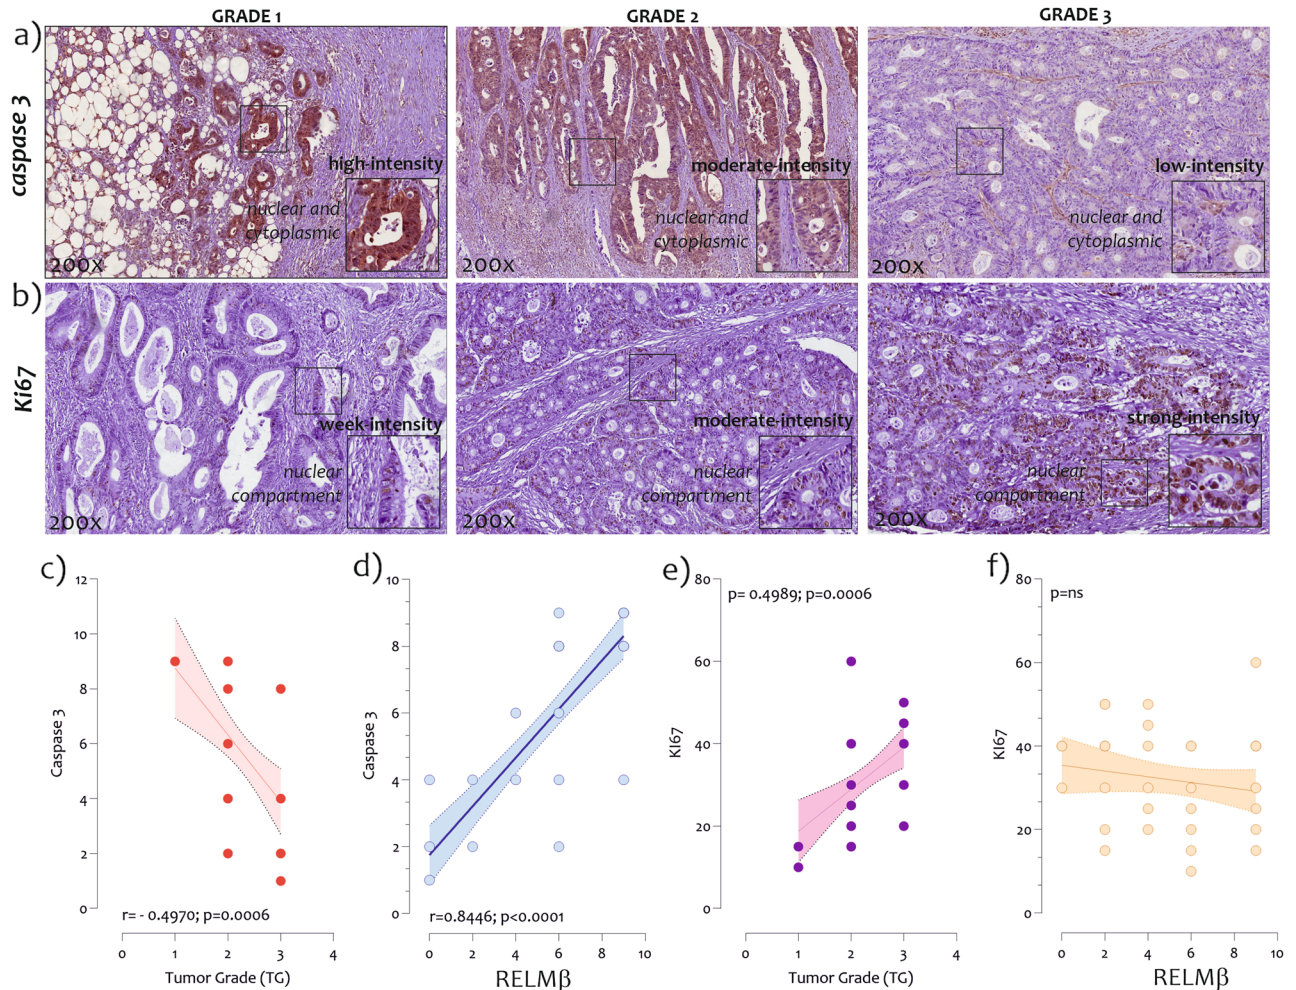 GRADE 1
GRADE 2
GRADE 3
a)
caspase 3
high-intensity
nuclear and
cytoplasmic
200x
moderate-intensity
nuclear and
cytoplasmic
200x
low-intensity
nuclear and
cytoplasmic
200x
b)
Ki67
week-intensity
nuclear
compartment
200x
moderate-intensity
nuclear
compartment
200x
strong-intensity
nuclear
compartment
200x
c)
12
10
8
6
4
2
0
Caspase 3
r= - 0.4970; p=0.0006
0 1 2 3 4
Tumor Grade (TG)
d)
10
8
6
4
2
0
Caspase 3
r=0.8446; p<0.0001
0 2 4 6 8 10
RELMβ
e)
80
60
40
20
0
KI67
p= 0.4989; p=0.0006
0 1 2 3 4
Tumor Grade (TG)
f)
80
60
40
20
0
KI67
p=ns
0 2 4 6 8 10
RELMβ